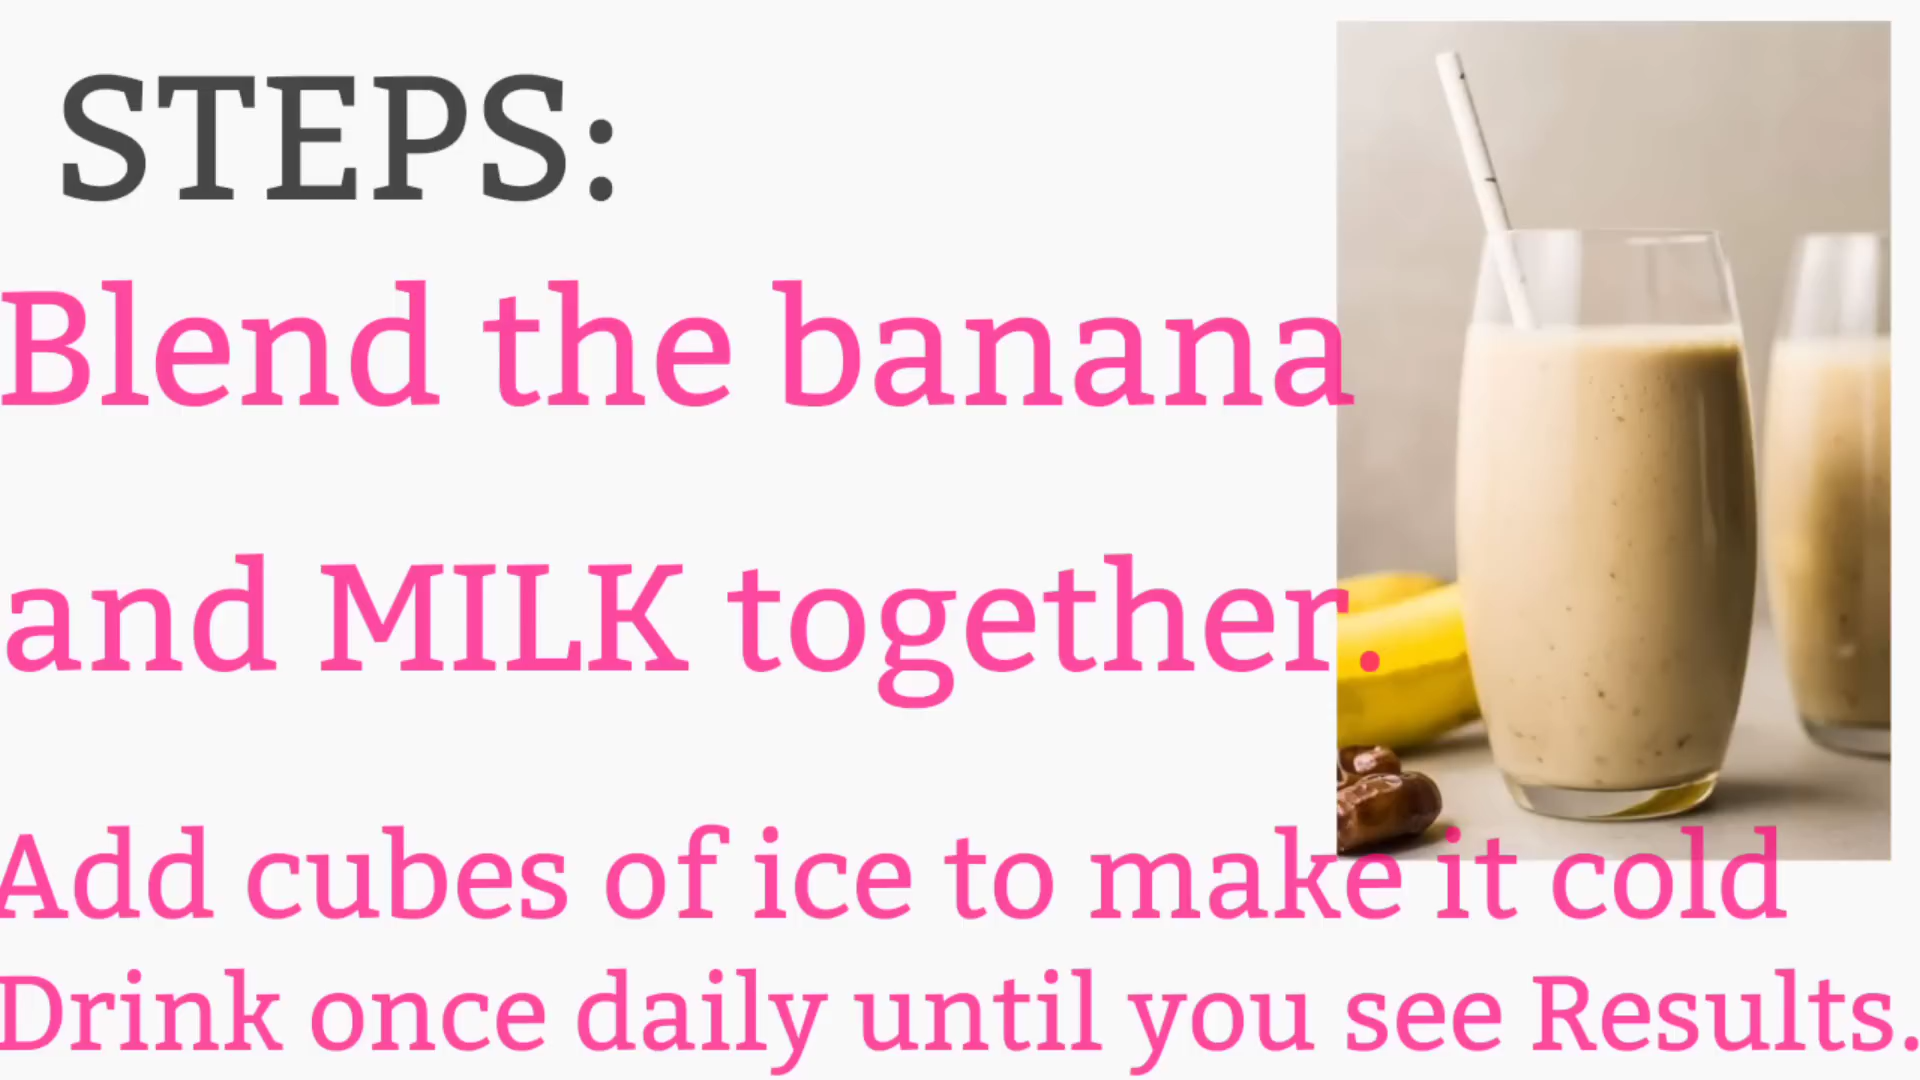 STEPS:
Blend the banana
and MILK together.
Add cubes of ice to make it cold
Drink once daily until you see Results.